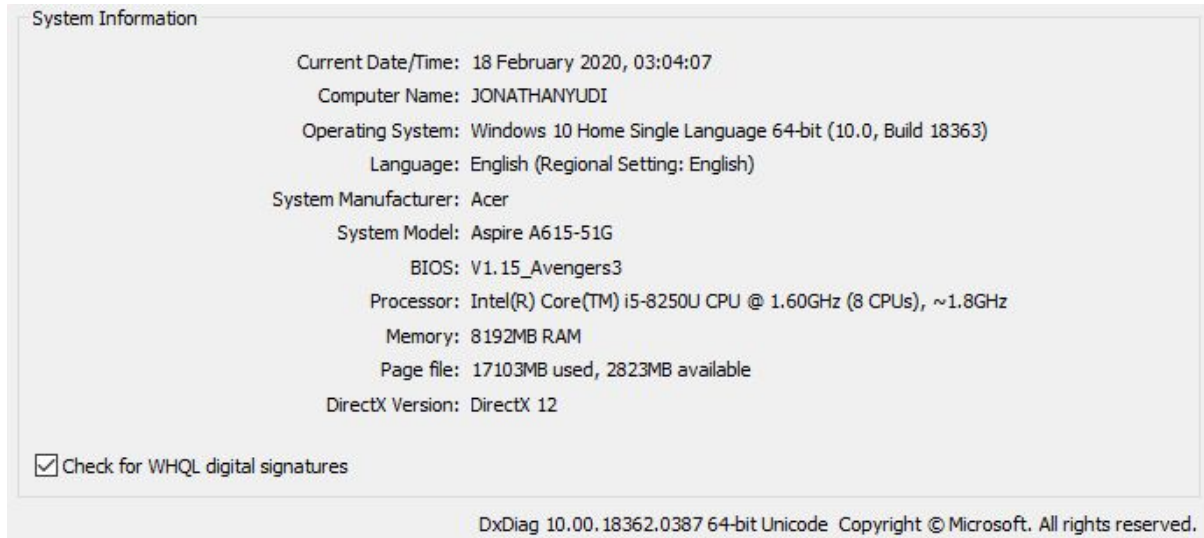 System Information
Current Date/Time: 18 February 2020, 03:04:07
Computer Name: JONATHANYUDI
Operating System: Windows 10 Home Single Language 64-bit (10.0, Build 18363)
Language: English (Regional Setting: English)
System Manufacturer: Acer
System Model: Aspire A615-51G
BIOS: V1.15_Avengers3
Processor: Intel(R) Core(TM) i5-8250U CPU @ 1.60GHz (8 CPUs), ~1.8GHz
Memory: 8192MB RAM
Page file: 17103MB used, 2823MB available
DirectX Version: DirectX 12
Check for WHQL digital signatures
DxDiag 10.00.18362.0387 64-bit Unicode Copyright © Microsoft. All rights reserved.